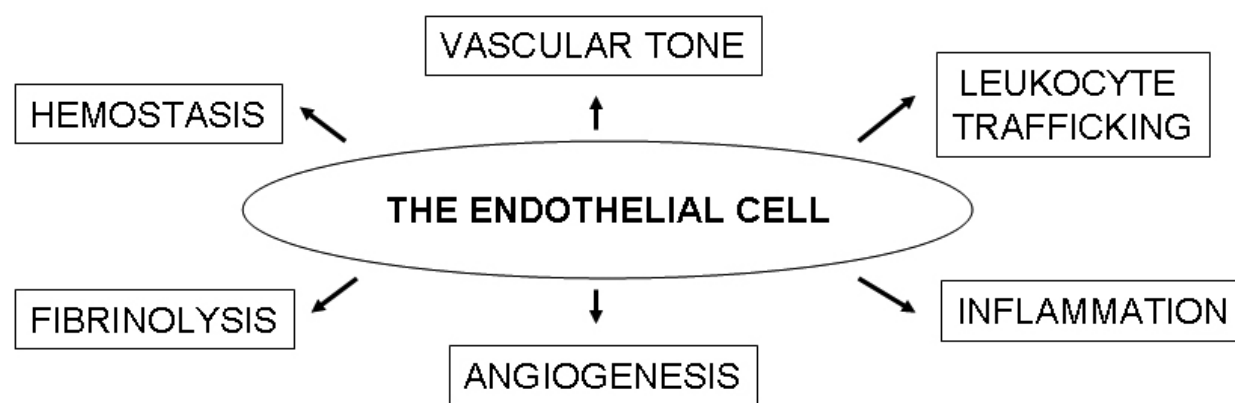 VASCULAR TONE
HEMOSTASIS
LEUKOCYTE
TRAFFICKING
THE ENDOTHELIAL CELL
FIBRINOLYSIS
INFLAMMATION
ANGIOGENESIS